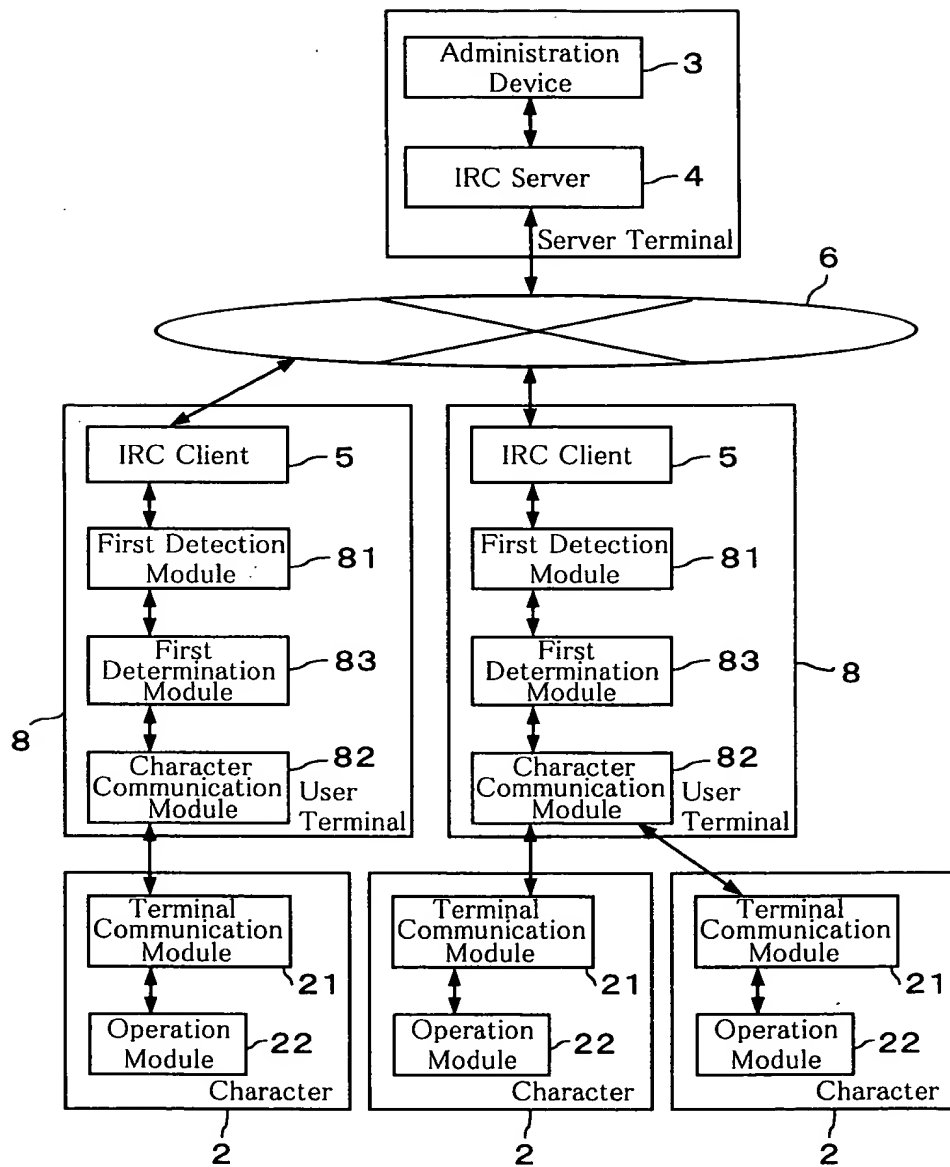 Administration
Device
3
IRC Server
4
Server Terminal
6
IRC Client
5
First Detection
Module
81
First
Determination
Module
83
8
Character
Communication
Module
82
User
Terminal
IRC Client
5
First Detection
Module
81
First
Determination
Module
83
8
Character
Communication
Module
82
User
Terminal
Terminal
Communication
Module
21
Operation
Module
22
Character
2
Terminal
Communication
Module
21
Operation
Module
22
Character
2
Terminal
Communication
Module
21
Operation
Module
22
Character
2